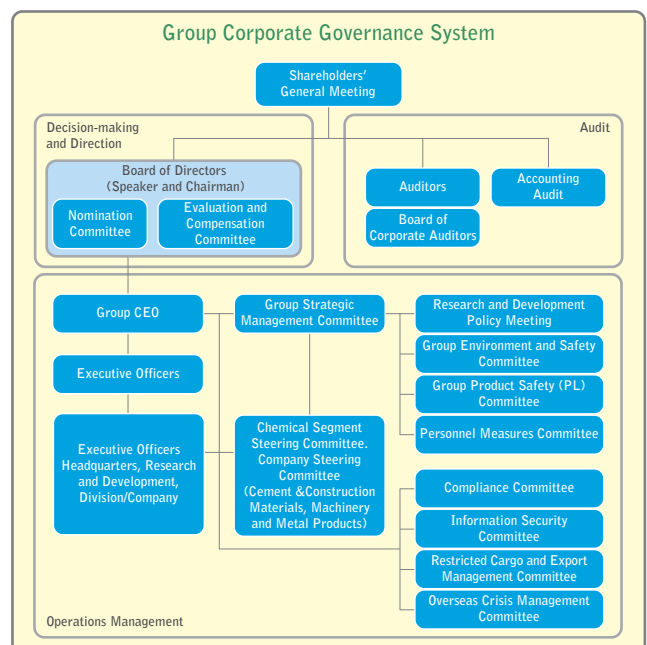 Group Corporate Governance System
Shareholders'
General Meeting
Decision-making
and Direction
Board of Directors
(Speaker and Chairman)
Nomination
Committee
Evaluation and
Compensation
Committee
Audit
Auditors
Board of
Corporate Auditors
Accounting
Audit
Group CEO
Executive Officers
Executive Officers
Headquarters, Research
and Development,
Division/Company
Group Strategic
Management Committee
Chemical Segment
Steering Committee.
Company Steering
Committee
(Cement &Construction
Materials, Machinery
and Metal Products)
Research and Development
Policy Meeting
Group Environment and Safety
Committee
Group Product Safety (PL)
Committee
Personnel Measures Committee
Compliance Committee
Information Security
Committee
Restricted Cargo and Export
Management Committee
Overseas Crisis Management
Committee
Operations Management